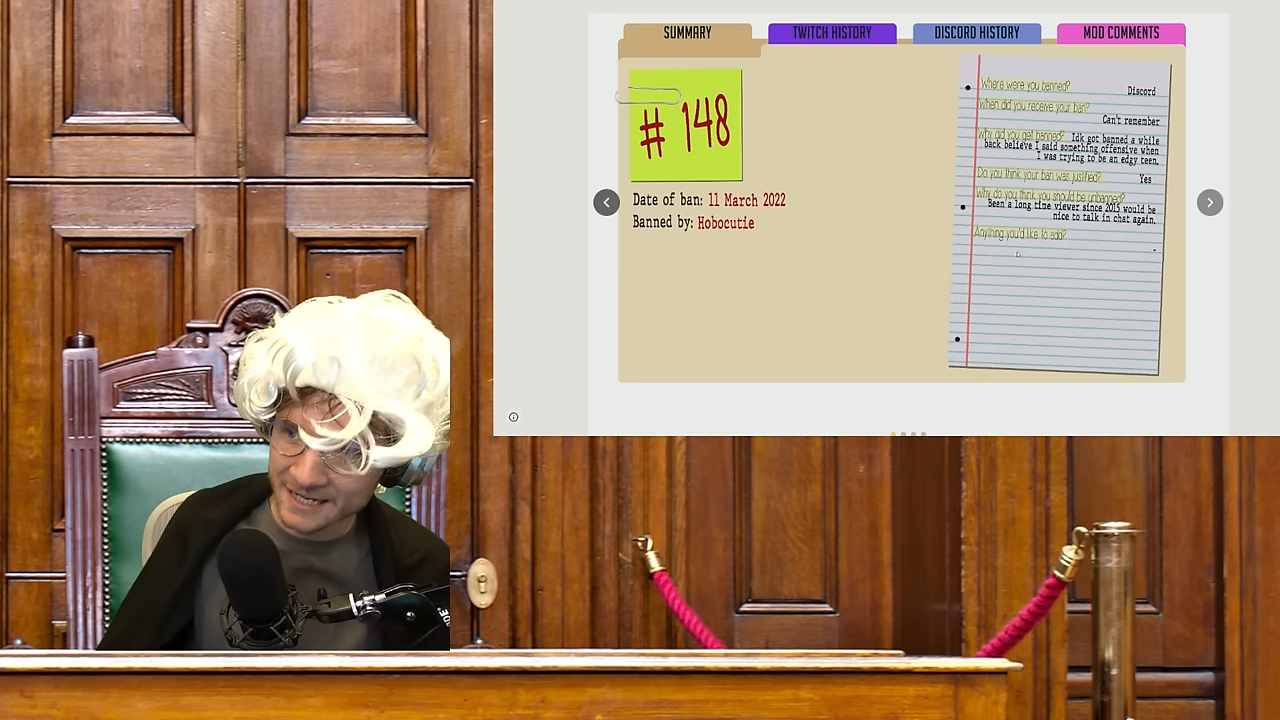 SUMMARY
TWITCH HISTORY
DISCORD HISTORY
MOD COMMENTS
# 148
Date of ban: 11 March 2022
Banned by: Hobocutie
Where were you banned?
Discord
When did you receive your ban?
Can't remember
Why did you get banned? Idk got banned a while
back believe I said something offensive when
I was trying to be an edgy teen.
Do you think your ban was justified? Yes
Why do you think you should be unbanned?
Been a long time viewer since 2015 would be
nice to talk in chat again.
Anything you'd like to add?
-